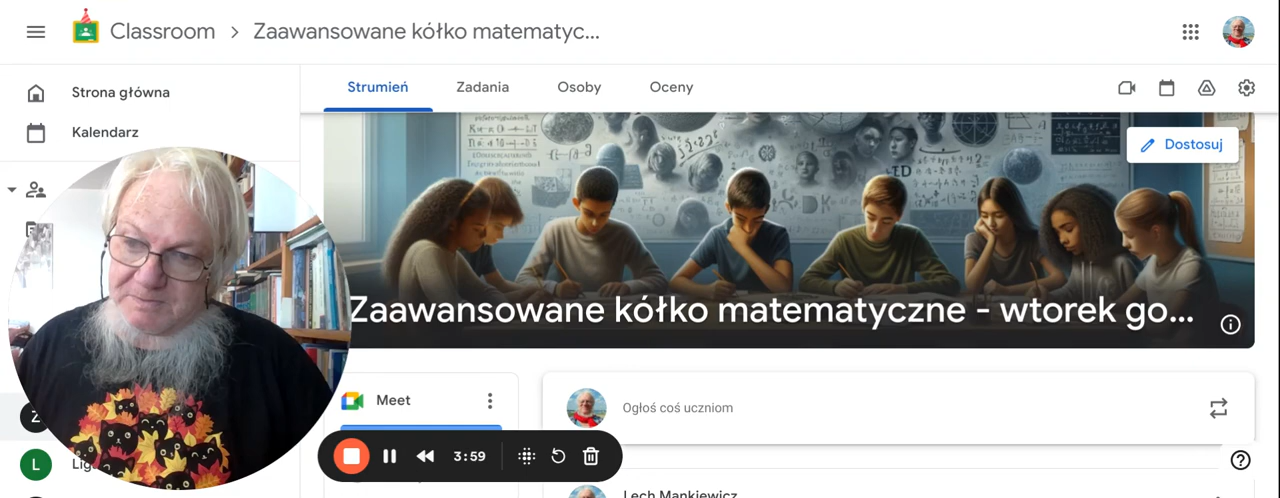 Classroom > Zaawansowane kółko matematyc...
Strona główna
Kalendarz
Strumień
Zadania
Osoby
Oceny
Dostosuj
Zaawansowane kółko matematyczne - wtorek go...
Meet
Ogłoś coś uczniom
Z
L
3:59
Lech Mankiewicz